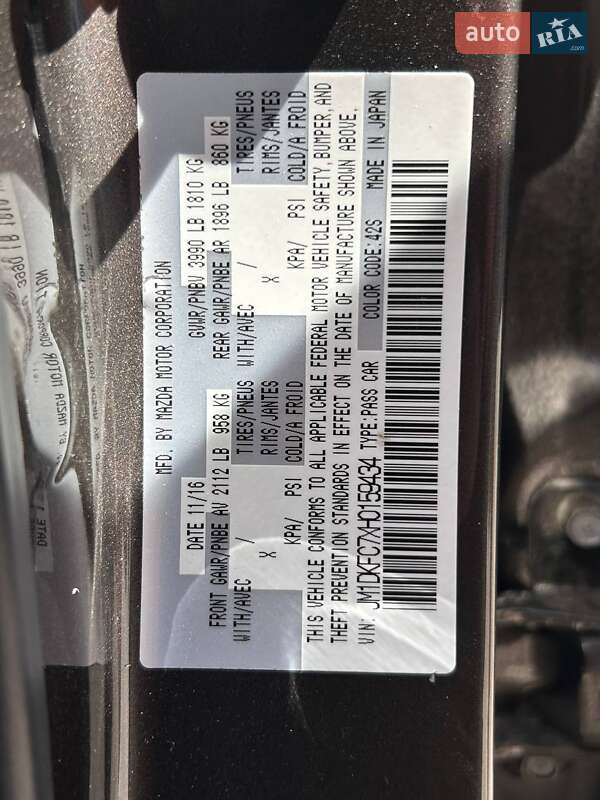 auto RIA.com
MFD. BY MAZDA MOTOR CORPORATION
DATE 11/16 GVWR/PNBV 3990 LB 1810 KG
FRONT GAWR/PNBE AV 2112 LB 958 KG REAR GAWR/PNBE AR 1896 LB 860 KG
WITH/AVEC / TIRES/PNEUS WITH/AVEC / TIRES/PNEUS
X RIMS/JANTES X RIMS/JANTES
KPA/ PSI COLD/A FROID KPA/ PSI COLD/A FROID
THIS VEHICLE CONFORMS TO ALL APPLICABLE FEDERAL MOTOR VEHICLE SAFETY, BUMPER, AND
THEFT PREVENTION STANDARDS IN EFFECT ON THE DATE OF MANUFACTURE SHOWN ABOVE.
VIN: JM1DKFC7XH0159434 TYPE:PASS CAR COLOR CODE:42S MADE IN JAPAN